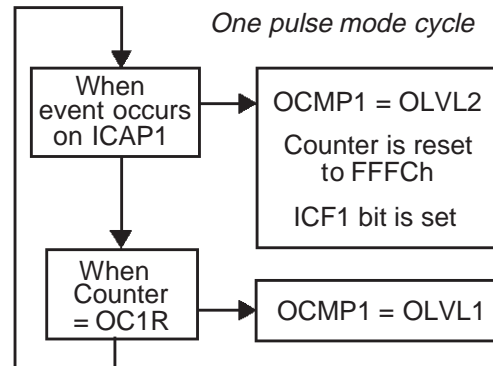 One pulse mode cycle
When
event occurs
on ICAP1
OCMP1 = OLVL2
Counter is reset
to FFFCh
ICF1 bit is set
When
Counter
= OC1R
OCMP1 = OLVL1